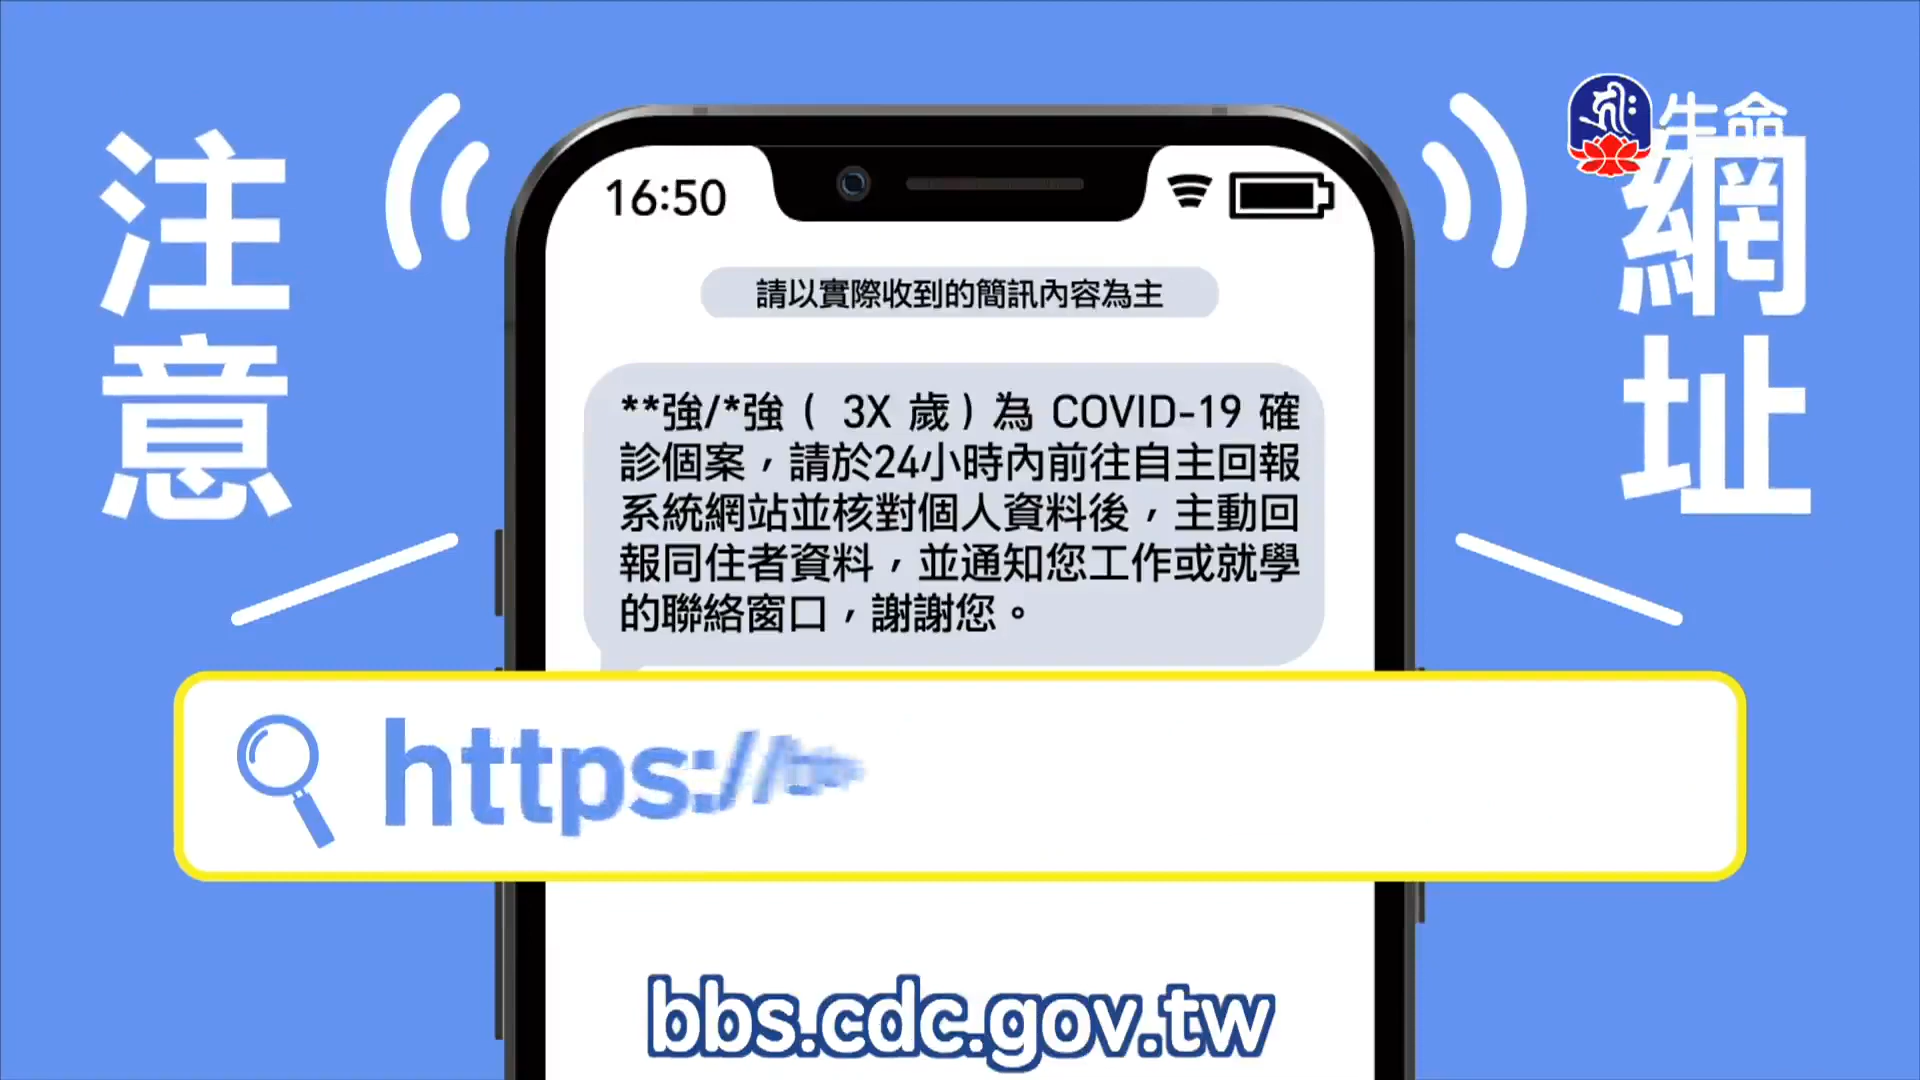 注意
網址
生命
16:50
請以實際收到的簡訊內容為主
**強/*強（ 3X 歲）為 COVID-19 確
診個案，請於24小時內前往自主回報
系統網站並核對個人資料後，主動回
報同住者資料，並通知您工作或就學
的聯絡窗口，謝謝您。
https://
bbs.cdc.gov.tw